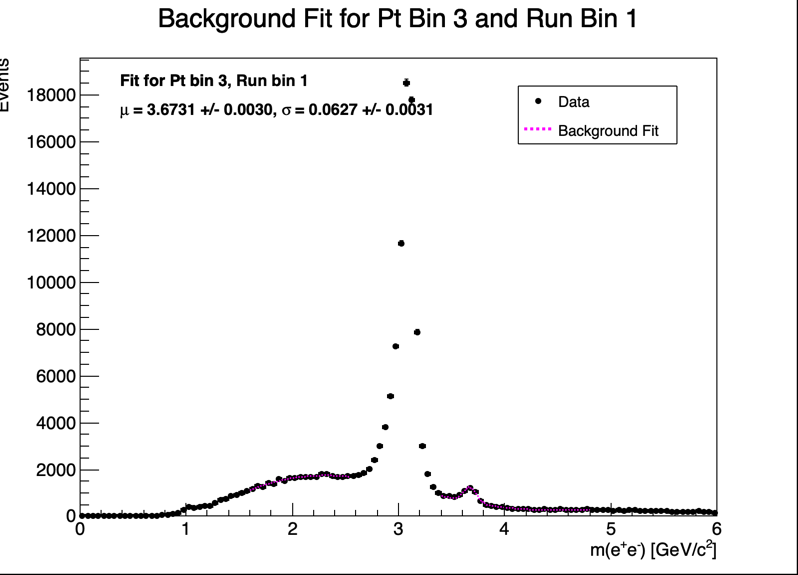 Background Fit for Pt Bin 3 and Run Bin 1
Events
Fit for Pt bin 3, Run bin 1
μ = 3.6731 +/- 0.0030, σ = 0.0627 +/- 0.0031
Data
Background Fit
18000
16000
14000
12000
10000
8000
6000
4000
2000
0
0 1 2 3 4 5 6
m(e⁺e⁻) [GeV/c²]